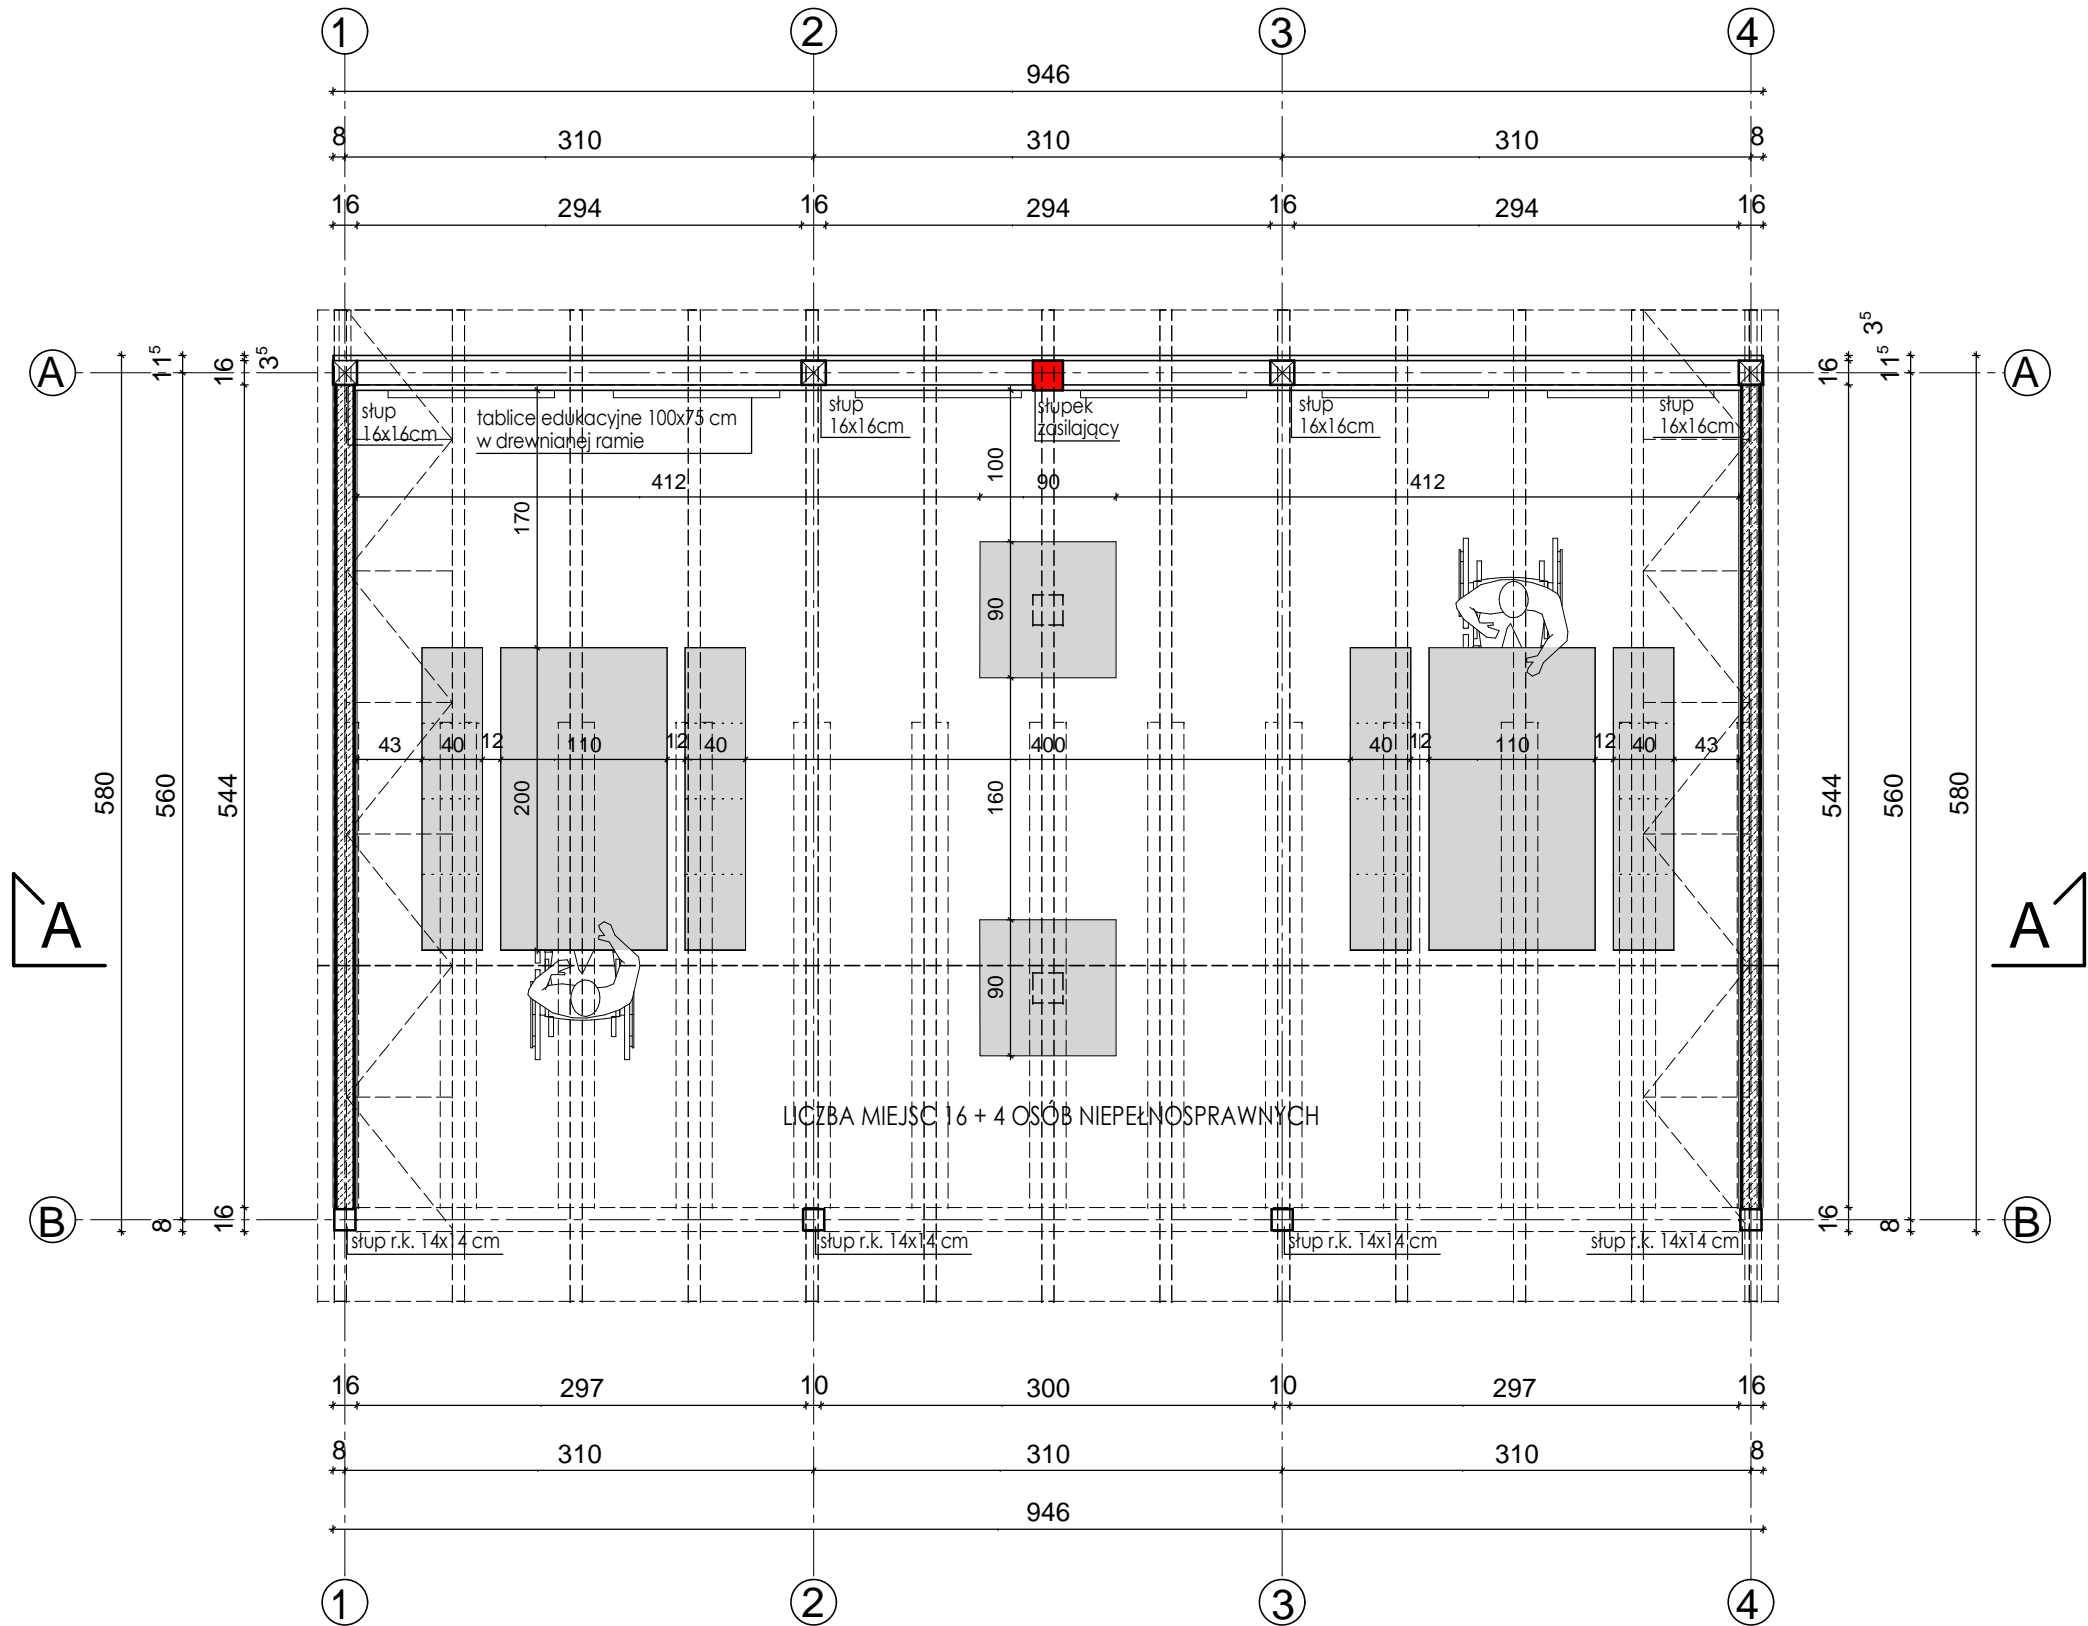 1 2 3 4
946
8 310 310 310 8
16 294 16 294 16 294 16
A 11⁵ 16 3⁵ 16 11⁵ 3⁵ A
słup
16x16cm
tablice edukacyjne 100x75 cm
w drewnianej ramie
słup
16x16cm
słupek
zasilający
słup
16x16cm
słup
16x16cm
412 90 412
170 100
90
43 40 12 110 12 40 400 40 12 110 12 40 43
580 560 544 200 160 544 560 580
A A
90
LICZBA MIEJSC 16 + 4 OSÓB NIEPEŁNOSPRAWNYCH
B 8 16 16 8 B
słup r.k. 14x14 cm
słup r.k. 14x14 cm
słup r.k. 14x14 cm
słup r.k. 14x14 cm
16 297 10 300 10 297 16
8 310 310 310 8
946
1 2 3 4